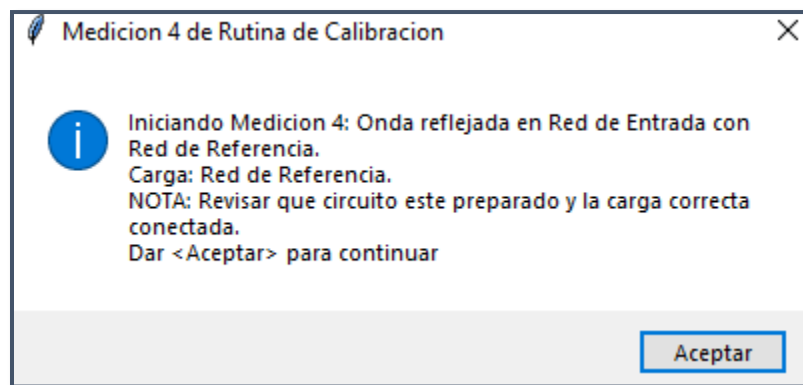 Medicion 4 de Rutina de Calibracion
Iniciando Medicion 4: Onda reflejada en Red de Entrada con
Red de Referencia.
Carga: Red de Referencia.
NOTA: Revisar que circuito este preparado y la carga correcta
conectada.
Dar <Aceptar> para continuar
Aceptar